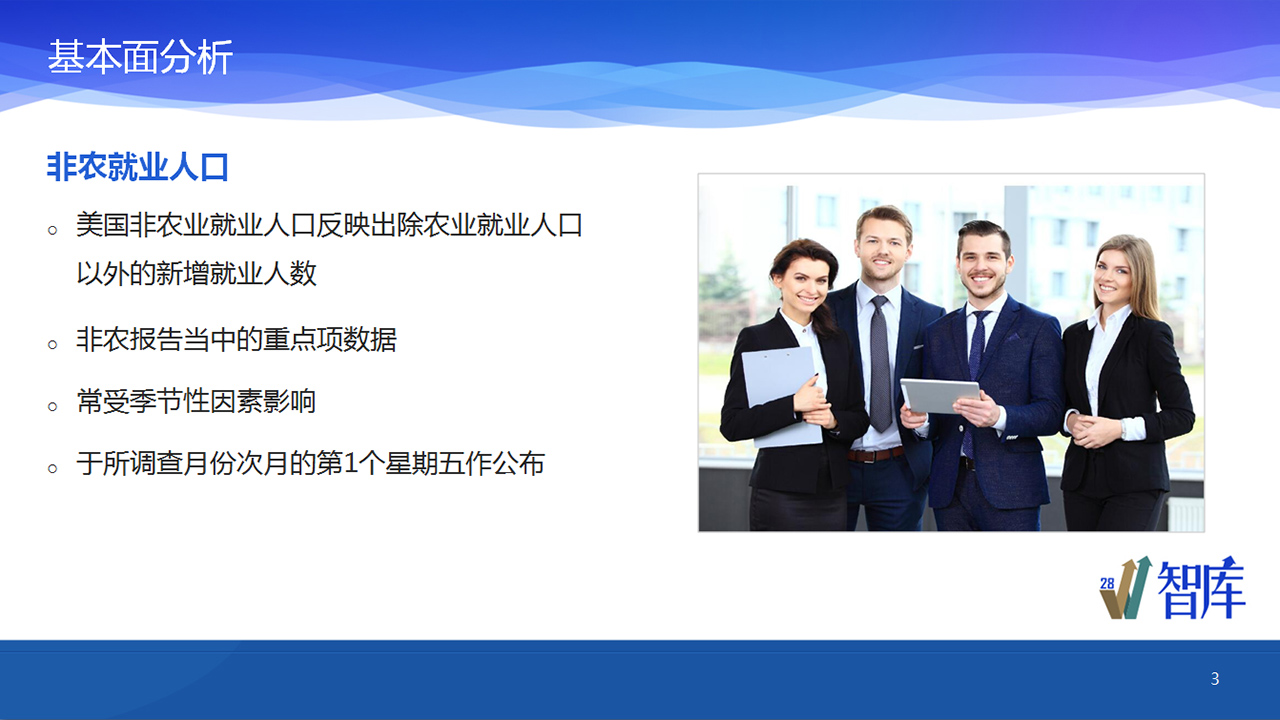 基本面分析
非农就业人口
美国非农业就业人口反映出除农业就业人口
以外的新增就业人数
非农报告当中的重点项数据
常受季节性因素影响
于所调查月份次月的第1个星期五作公布
28
智库
3